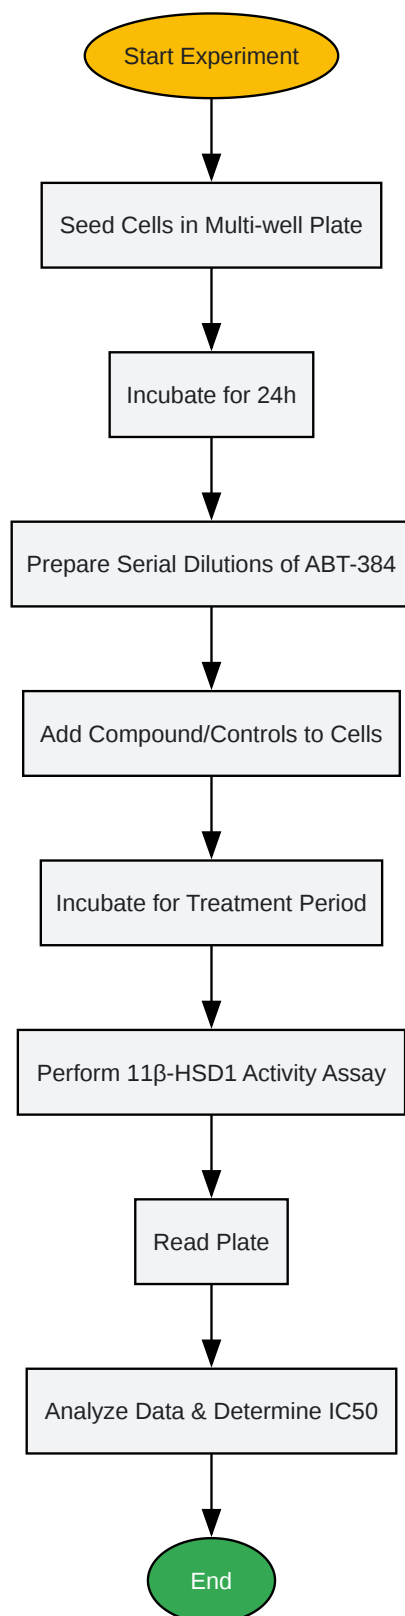 Start Experiment
Seed Cells in Multi-well Plate
Incubate for 24h
Prepare Serial Dilutions of ABT-384
Add Compound/Controls to Cells
Incubate for Treatment Period
Perform 11β-HSD1 Activity Assay
Read Plate
Analyze Data & Determine IC50
End